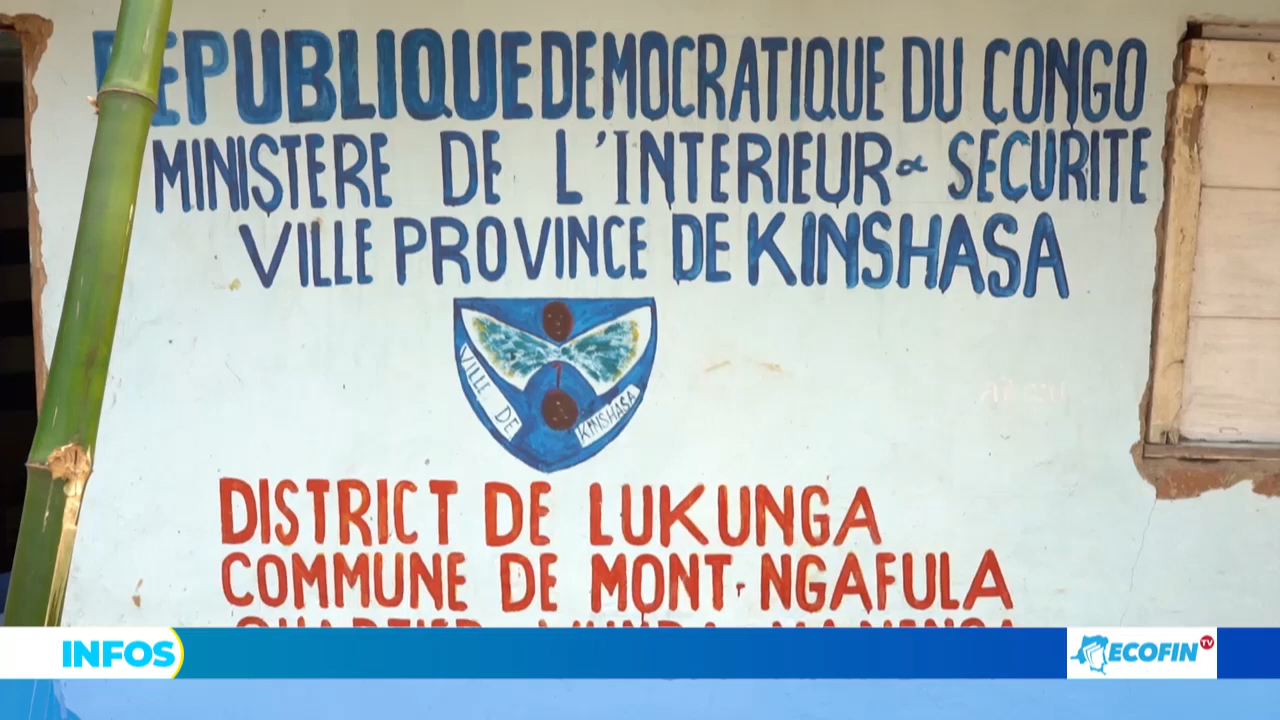 REPUBLIQUE DEMOCRATIQUE DU CONGO
MINISTERE DE L'INTERIEUR & SECURITE
VILLE PROVINCE DE KINSHASA
VILLE DE KINSHASA
DISTRICT DE LUKUNGA
COMMUNE DE MONT-NGAFULA
QUARTIER
INFOS
ECOFIN TV